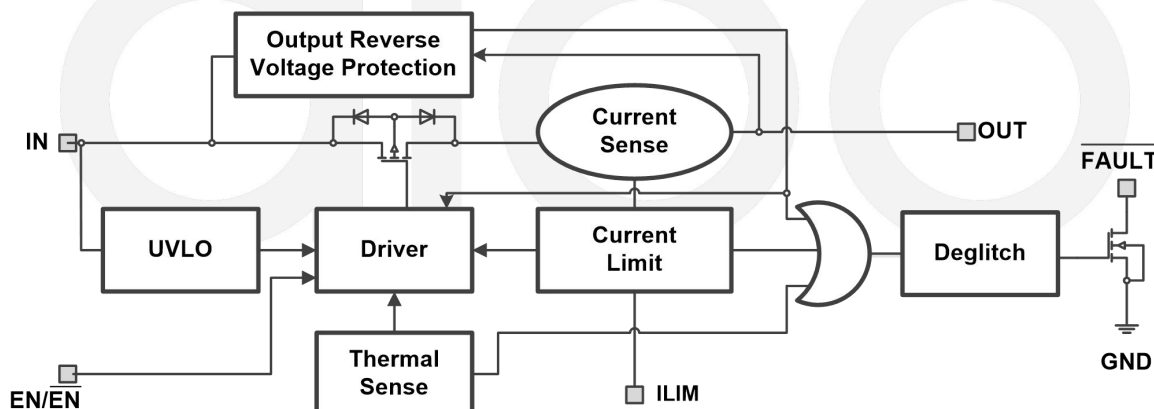 Output Reverse
Voltage Protection
IN
Current
Sense
OUT
FAULT
UVLO
Driver
Current
Limit
Deglitch
Thermal
Sense
EN/EN
ILIM
GND